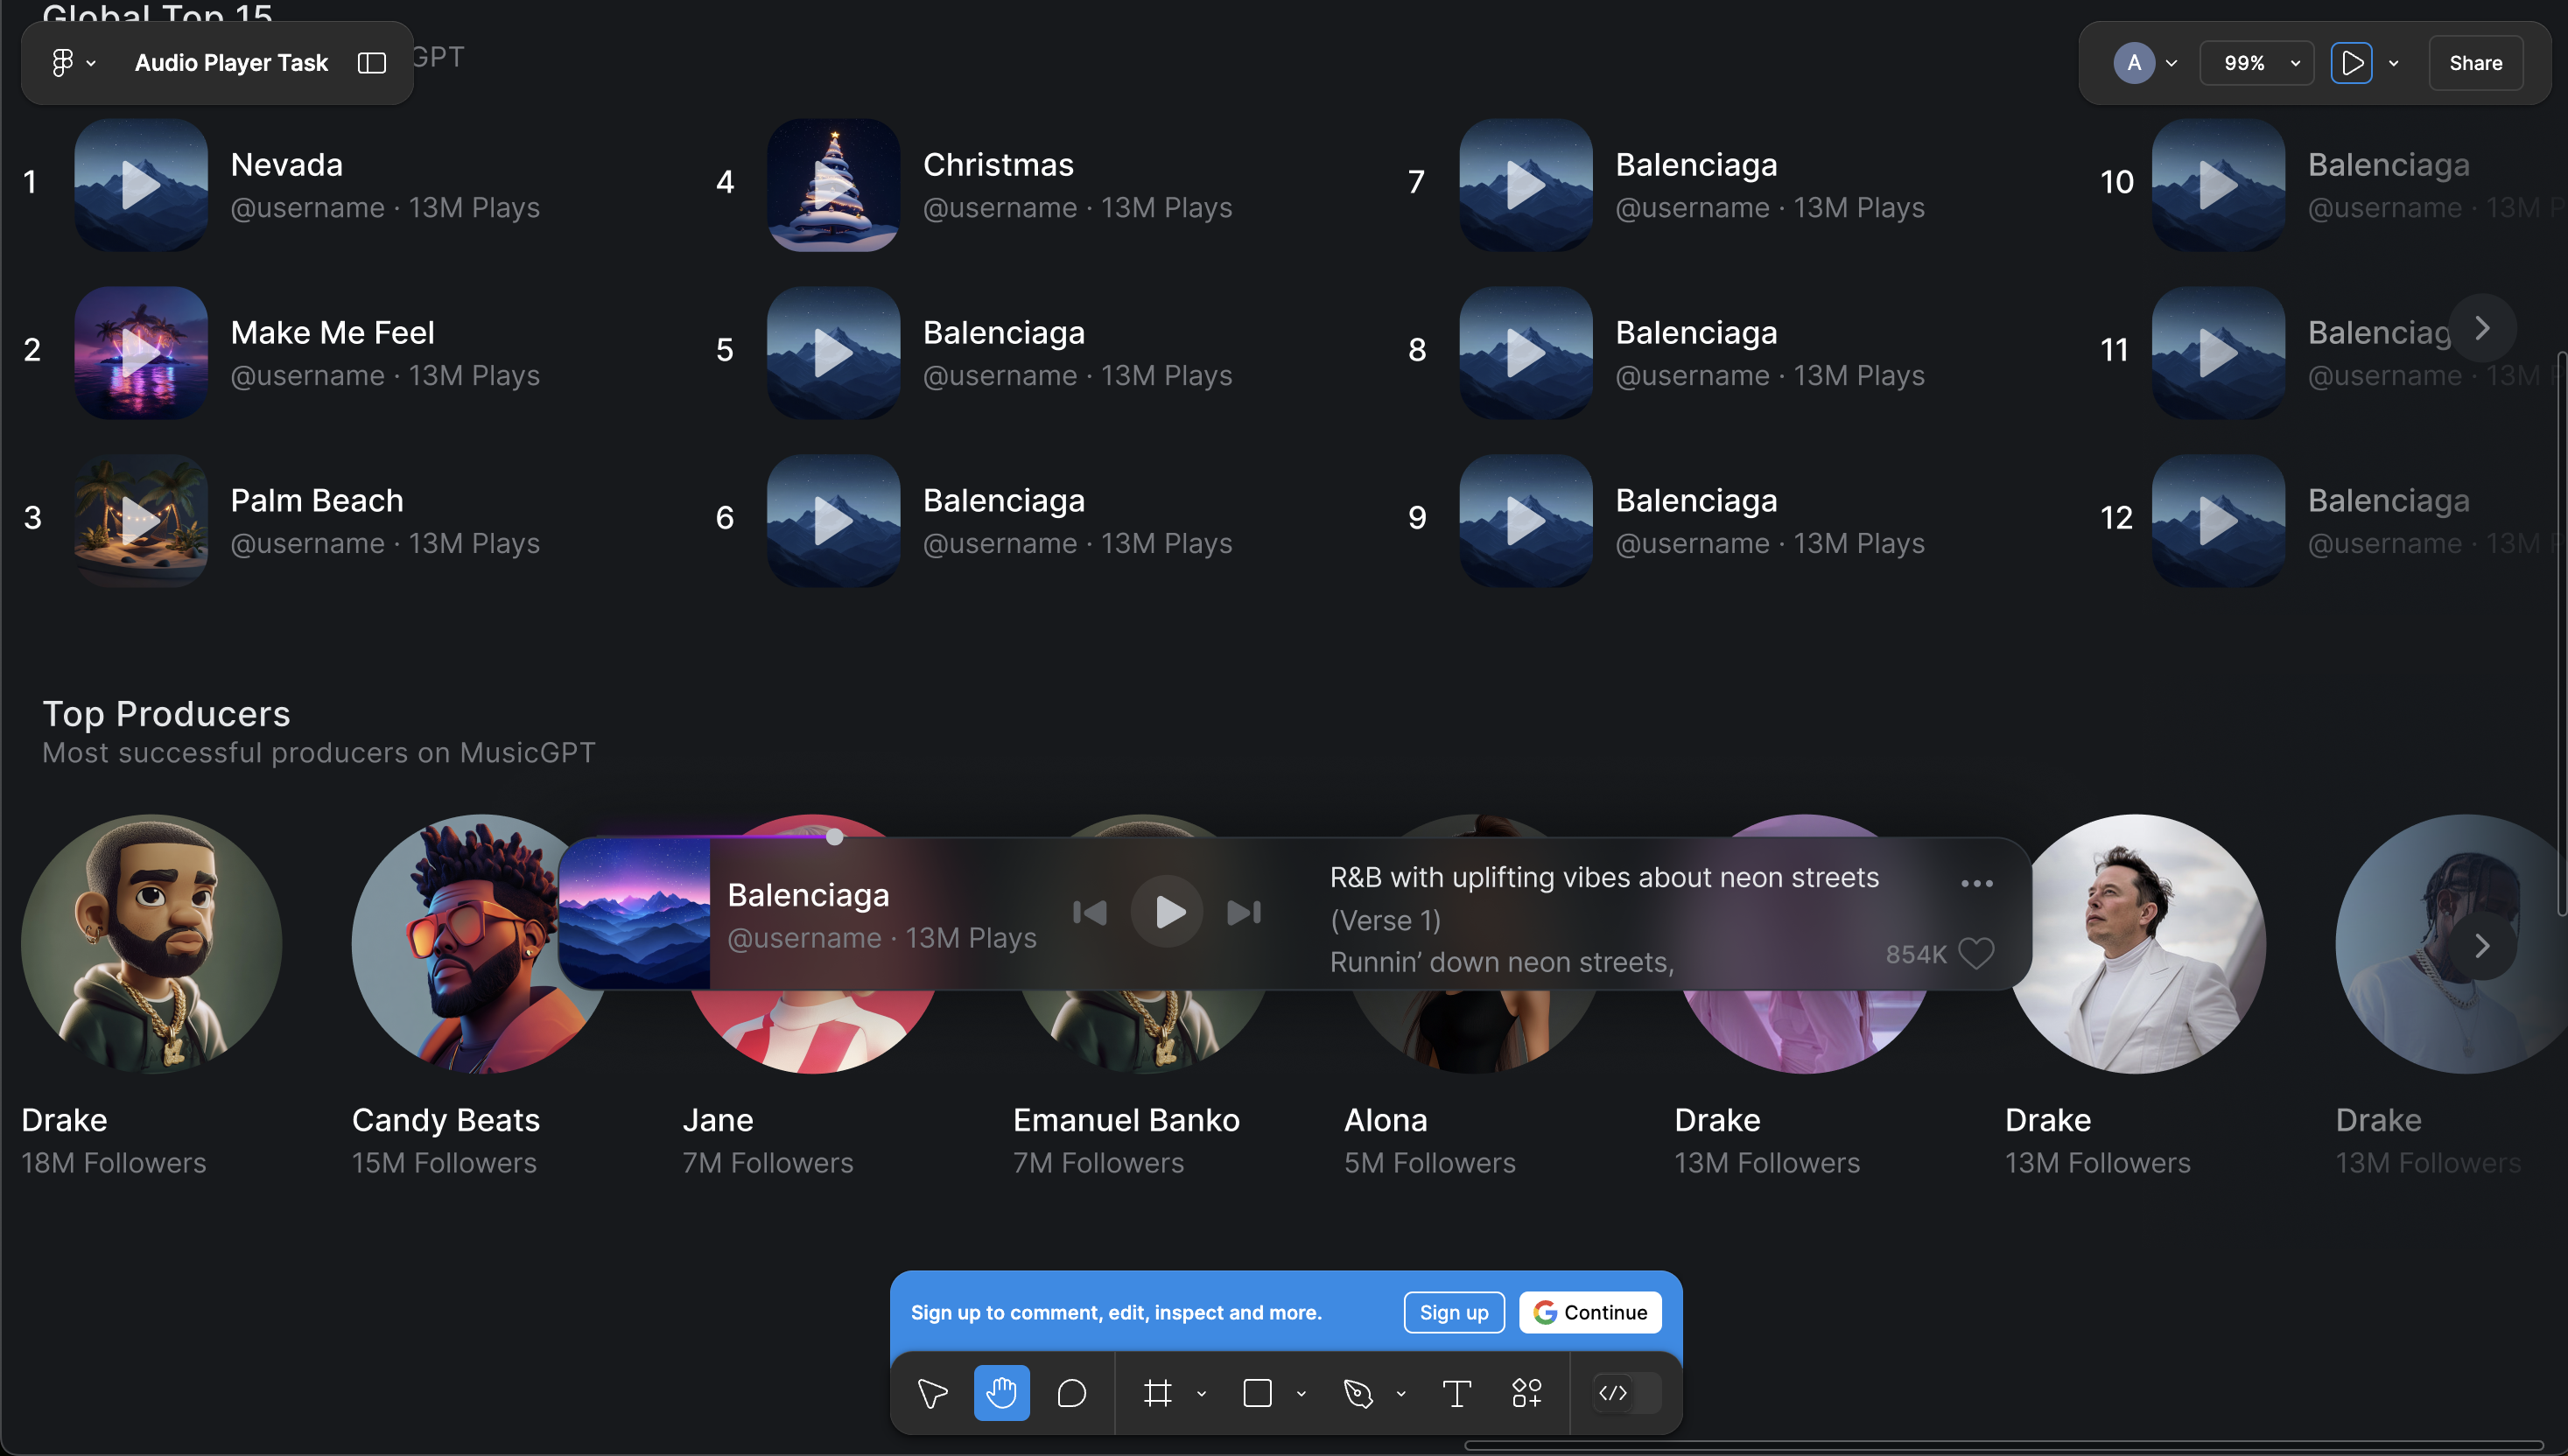 Global Top 15
GPT
Audio Player Task
A
99%
Share
1
Nevada
@username · 13M Plays
2
Make Me Feel
@username · 13M Plays
3
Palm Beach
@username · 13M Plays
4
Christmas
@username · 13M Plays
5
Balenciaga
@username · 13M Plays
6
Balenciaga
@username · 13M Plays
7
Balenciaga
@username · 13M Plays
8
Balenciaga
@username · 13M Plays
9
Balenciaga
@username · 13M Plays
10
Balenciaga
@username · 13M P
11
Balenciag
@username · 13M P
12
Balenciaga
@username · 13M P
Top Producers
Most successful producers on MusicGPT
Balenciaga
@username · 13M Plays
R&B with uplifting vibes about neon streets
(Verse 1)
Runnin’ down neon streets,
854K
Drake
18M Followers
Candy Beats
15M Followers
Jane
7M Followers
Emanuel Banko
7M Followers
Alona
5M Followers
Drake
13M Followers
Drake
13M Followers
Drake
13M Followers
Sign up to comment, edit, inspect and more.
Sign up
Continue